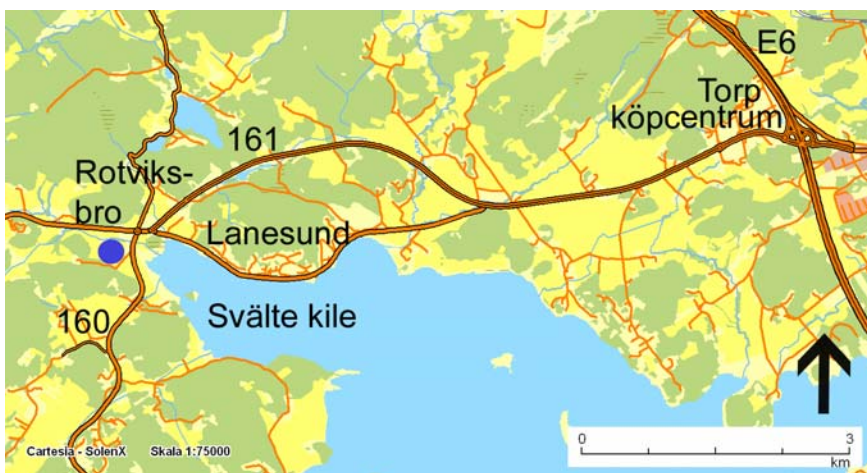 E6
Torp
köpcentrum
161
Rotviks-
bro
Lanesund
160
Svälte kile
Cartesia - SolenX Skala 1:75000
0 3
km